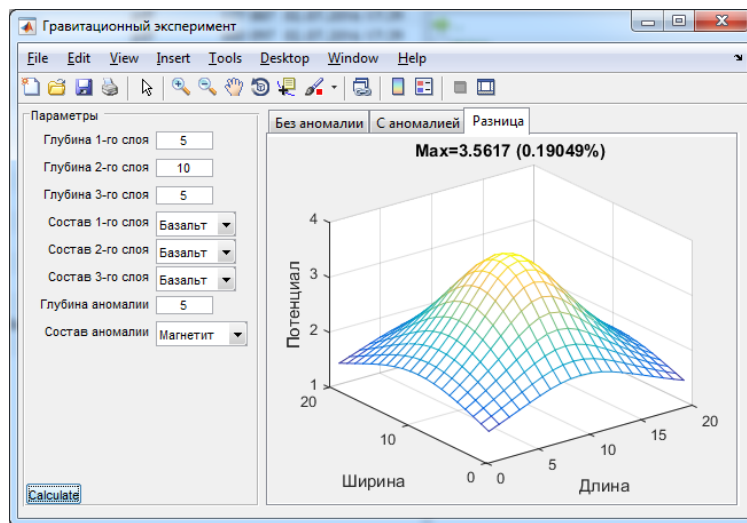 Гравитационный эксперимент
File Edit View Insert Tools Desktop Window Help
Параметры
Глубина 1-го слоя 5
Глубина 2-го слоя 10
Глубина 3-го слоя 5
Состав 1-го слоя Базальт
Состав 2-го слоя Базальт
Состав 3-го слоя Базальт
Глубина аномалии 5
Состав аномалии Магнетит
Calculate
Без аномалии С аномалией Разница
Max=3.5617 (0.19049%)
4
3
2
1
Потенциал
20
10
0
Ширина
0
5
10
15
20
Длина